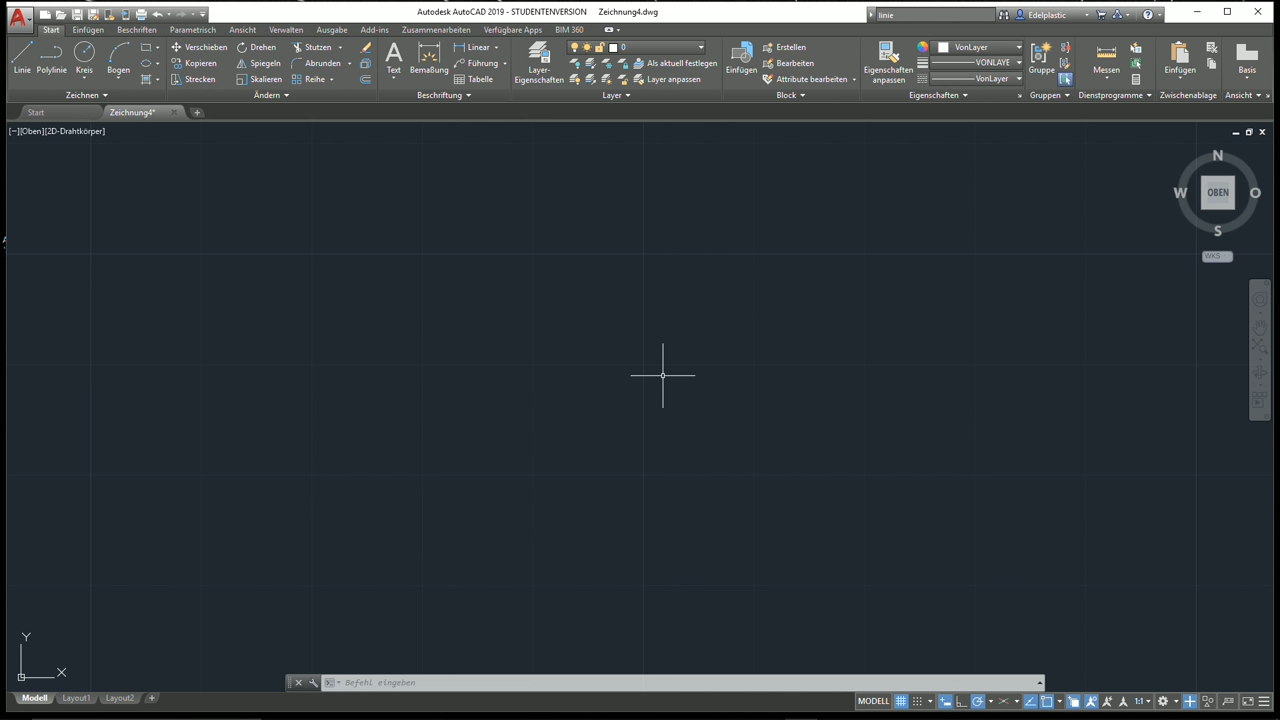 Autodesk AutoCAD 2019 - STUDENTENVERSION Zeichnung4.dwg linie Edelplastic
Start Einfügen Beschriften Parametrisch Ansicht Verwalten Ausgabe Add-ins Zusammenarbeiten Verfügbare Apps BIM 360
Linie Polylinie Kreis Bogen
Verschieben Drehen Stutzen
Kopieren Spiegeln Abrunden
Strecken Skalieren Reihe
Text Bemaßung
Linear
Führung
Tabelle
Layer-
Eigenschaften
0
Als aktuell festlegen
Layer anpassen
Einfügen
Erstellen
Bearbeiten
Attribute bearbeiten
Eigenschaften
anpassen
VonLayer
VONLAYE
VonLayer
Gruppe
Messen
Einfügen
Basis
Zeichnen Ändern Beschriftung Layer Block Eigenschaften Gruppen Dienstprogramme Zwischenablage Ansicht
Start Zeichnung4*
[−][Oben][2D-Drahtkörper]
N
W OBEN O
S
WKS
Y
X
Befehl eingeben
Modell Layout1 Layout2
MODELL 1:1